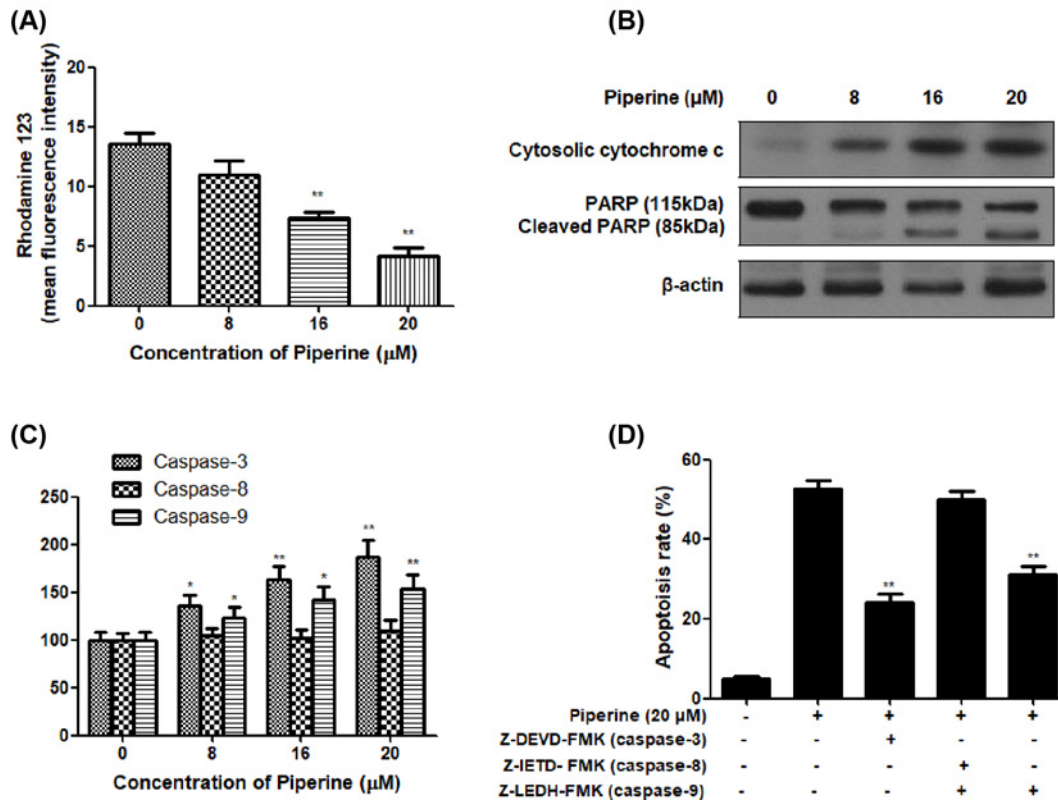 (A)
20
15
10
5
0
Rhodamine 123
(mean fluorescence intensity)
**
**
0 8 16 20
Concentration of Piperine (μM)
(B)
Piperine (μM) 0 8 16 20
Cytosolic cytochrome c
PARP (115kDa)
Cleaved PARP (85kDa)
β-actin
(C)
Caspase-3
Caspase-8
Caspase-9
250
200
150
100
50
0
* * ** * ** **
0 8 16 20
Concentration of Piperine (μM)
(D)
60
40
20
0
Apoptoisis rate (%)
**
**
Piperine (20 μM) - + + + +
Z-DEVD-FMK (caspase-3) - - + - -
Z-IETD- FMK (caspase-8) - - - + -
Z-LEDH-FMK (caspase-9) - - - + +